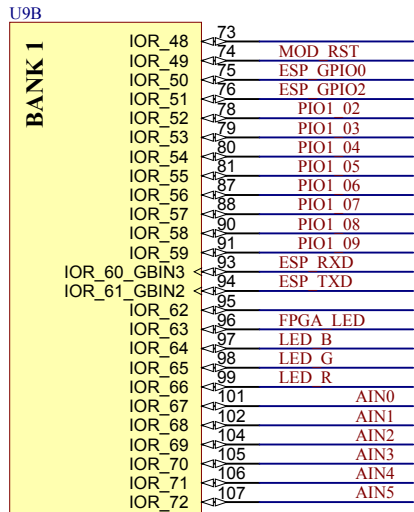 U9B
BANK 1
IOR_48 73
IOR_49 74 MOD_RST
IOR_50 75 ESP_GPIO0
IOR_51 76 ESP_GPIO2
IOR_52 78 PIO1_02
IOR_53 79 PIO1_03
IOR_54 80 PIO1_04
IOR_55 81 PIO1_05
IOR_56 87 PIO1_06
IOR_57 88 PIO1_07
IOR_58 90 PIO1_08
IOR_59 91 PIO1_09
IOR_60_GBIN3 93 ESP_RXD
IOR_61_GBIN2 94 ESP_TXD
IOR_62 95
IOR_63 96 FPGA_LED
IOR_64 97 LED_B
IOR_65 98 LED_G
IOR_66 99 LED_R
IOR_67 101 AIN0
IOR_68 102 AIN1
IOR_69 104 AIN2
IOR_70 105 AIN3
IOR_71 106 AIN4
IOR_72 107 AIN5